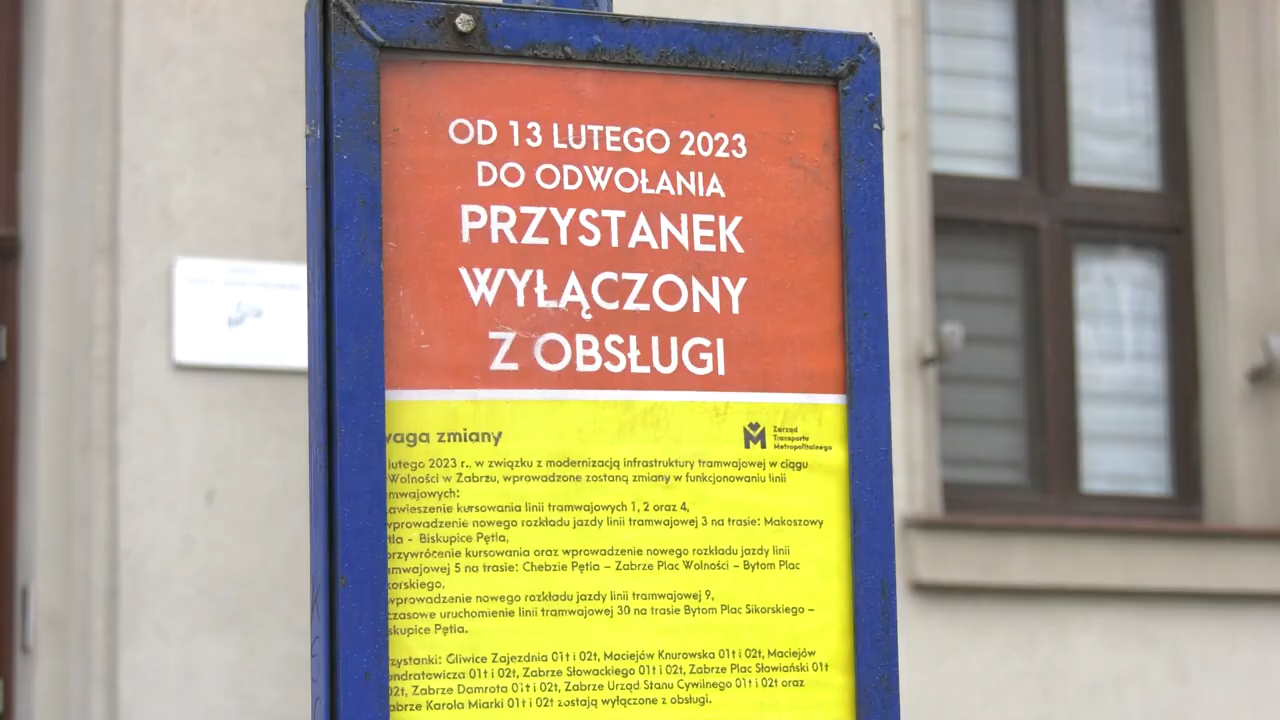 OD 13 LUTEGO 2023
DO ODWOŁANIA
PRZYSTANEK
WYŁĄCZONY
Z OBSŁUGI
waga zmiany
Zarząd
Transportu
Metropolitalnego
lutego 2023 r., w związku z modernizacją infrastruktury tramwajowej w ciągu
Wolności w Zabrzu, wprowadzone zostaną zmiany w funkcjonowaniu linii
mwajowych:
awieszenie kursowania linii tramwajowych 1, 2 oraz 4,
wprowadzenie nowego rozkładu jazdy linii tramwajowej 3 na trasie: Makoszowy
tla - Biskupice Pętla,
przywrócenie kursowania oraz wprowadzenie nowego rozkładu jazdy linii
amwajowej 5 na trasie: Chebzie Pętla – Zabrze Plac Wolności – Bytom Plac
korskiego,
wprowadzenie nowego rozkładu jazdy linii tramwajowej 9,
czasowe uruchomienie linii tramwajowej 30 na trasie Bytom Plac Sikorskiego –
skupice Pętla.
zystanki: Gliwice Zajezdnia 01t i 02t, Maciejów Knurowska 01t i 02t, Maciejów
ondratowicza 01t i 02t, Zabrze Słowackiego 01t i 02t, Zabrze Plac Słowiański 01t
02t, Zabrze Damrota 01t i 02t, Zabrze Urząd Stanu Cywilnego 01t i 02t oraz
abrze Karola Miarki 01t i 02t zostają wyłączone z obsługi.